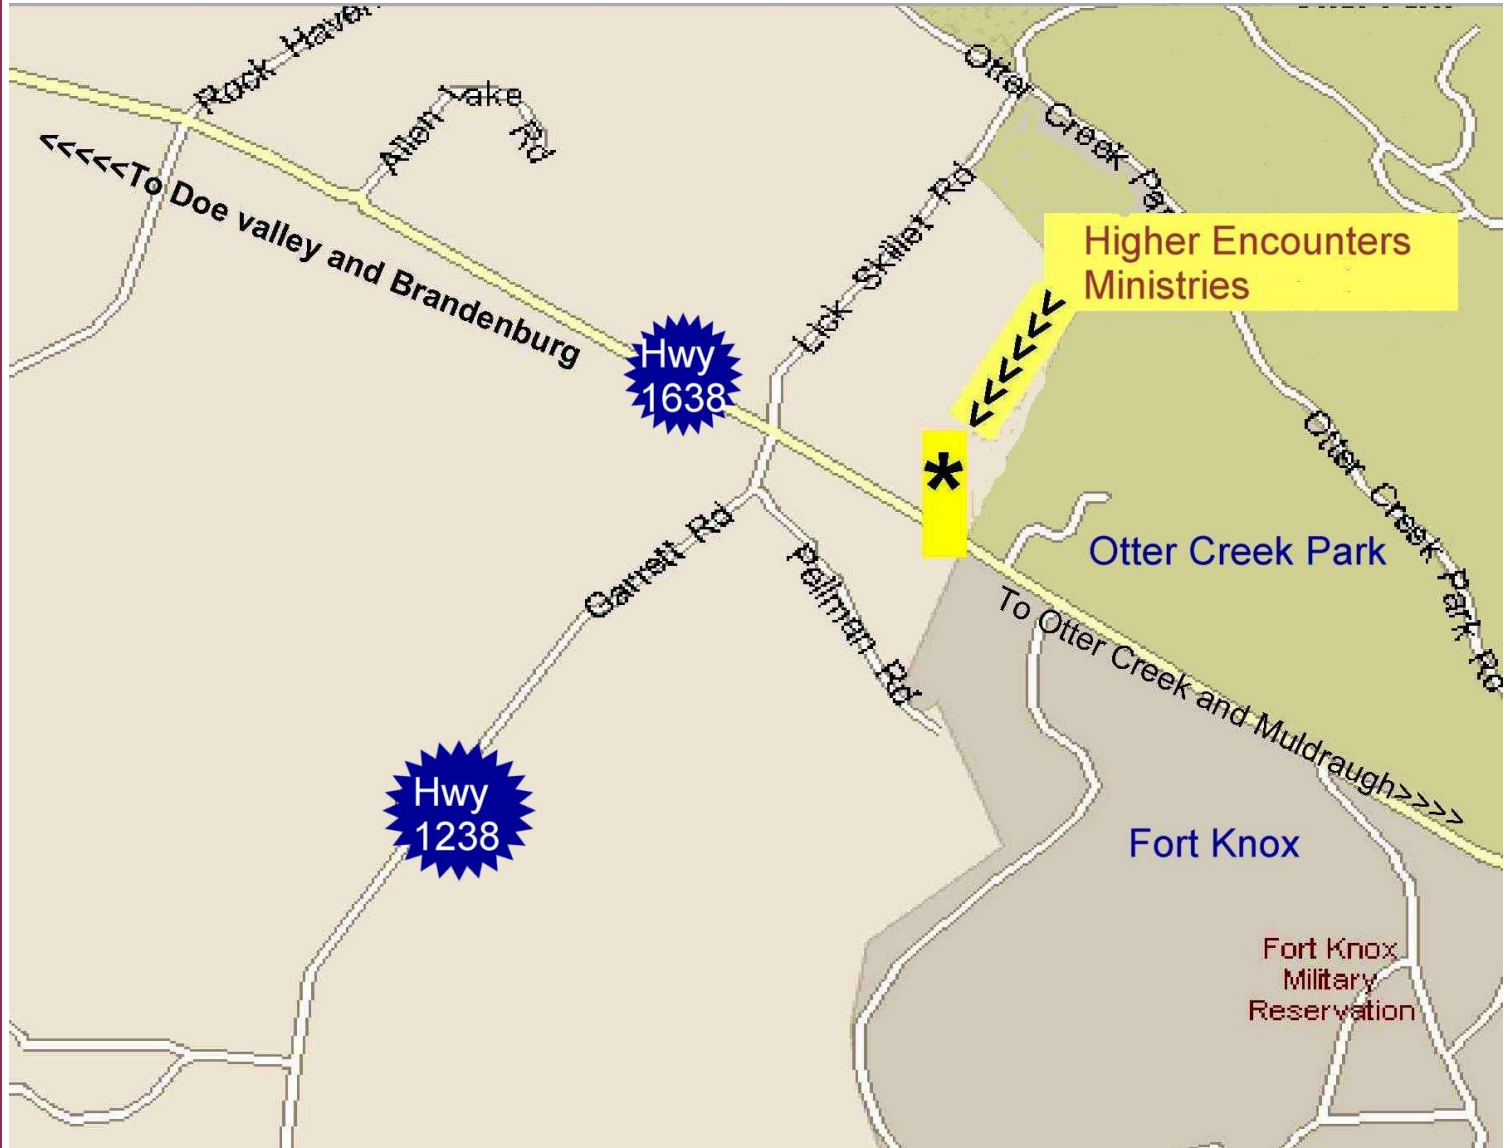 Rock Haven
Allen Lake Rd
<<<<<To Doe valley and Brandenburg
Otter Creek Par
Lick Skillet Rd
Higher Encounters
Ministries
<<<<<<
Hwy
1638
*
Otter Creek Park Rd
Otter Creek Park
Garrett Rd
Pellman Rd
To Otter Creek and Muldraugh>>>>
Hwy
1238
Fort Knox
Fort Knox
Military
Reservation